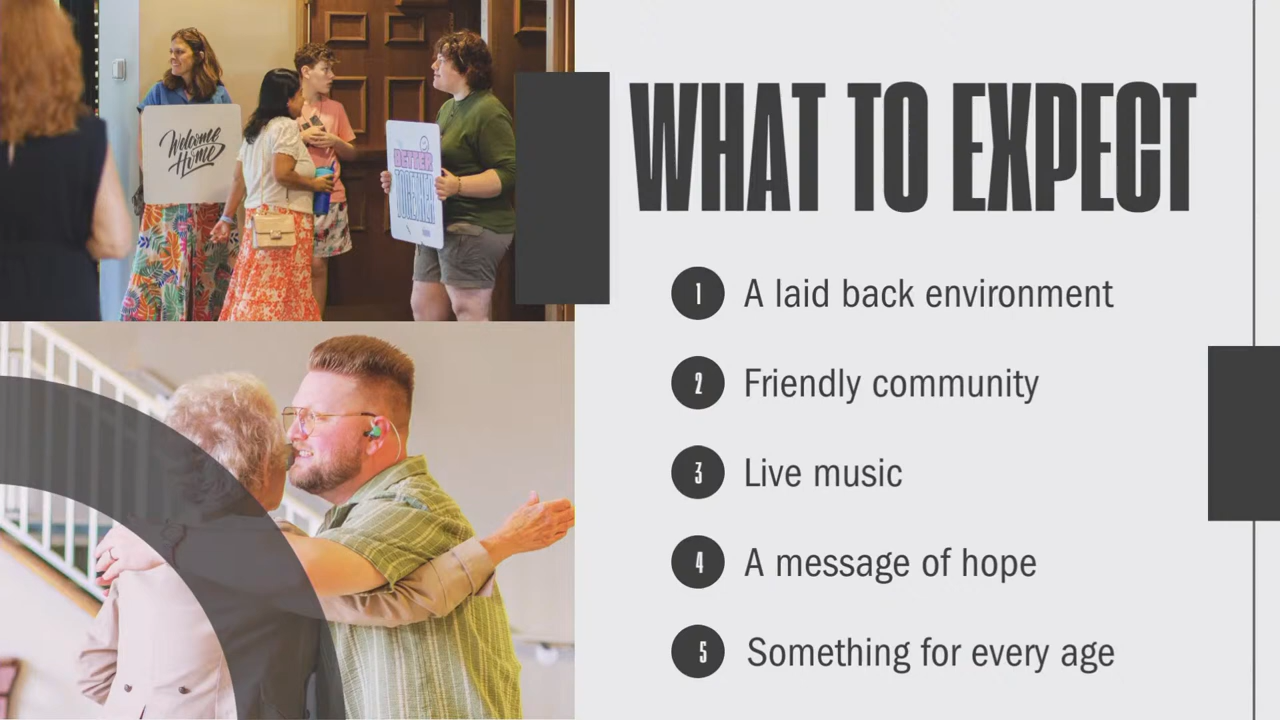 Welcome
Home
BETTER
TOGETHER
WHAT TO EXPECT
1 A laid back environment
2 Friendly community
3 Live music
4 A message of hope
5 Something for every age